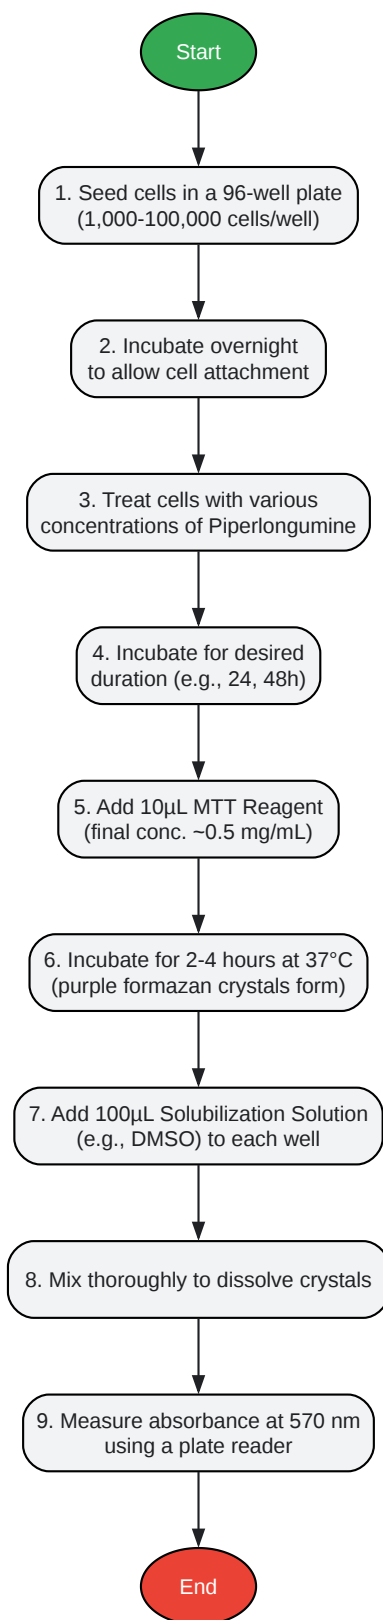 Start
1. Seed cells in a 96-well plate
(1,000-100,000 cells/well)
2. Incubate overnight
to allow cell attachment
3. Treat cells with various
concentrations of Piperlongumine
4. Incubate for desired
duration (e.g., 24, 48h)
5. Add 10µL MTT Reagent
(final conc. ~0.5 mg/mL)
6. Incubate for 2-4 hours at 37°C
(purple formazan crystals form)
7. Add 100µL Solubilization Solution
(e.g., DMSO) to each well
8. Mix thoroughly to dissolve crystals
9. Measure absorbance at 570 nm
using a plate reader
End